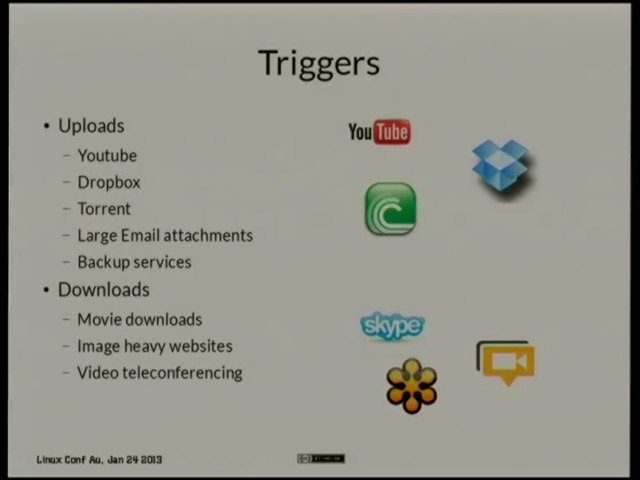 Triggers
• Uploads
– Youtube
– Dropbox
– Torrent
– Large Email attachments
– Backup services
• Downloads
– Movie downloads
– Image heavy websites
– Video teleconferencing
YouTube
skype
Linux Conf Au, Jan 24 2013